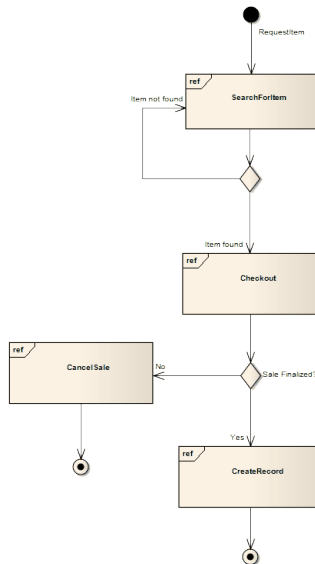 RequestItem
ref
SearchForItem
Item not found
Item found
ref
Checkout
ref
CancelSale
No
Sale Finalized?
Yes
ref
CreateRecord